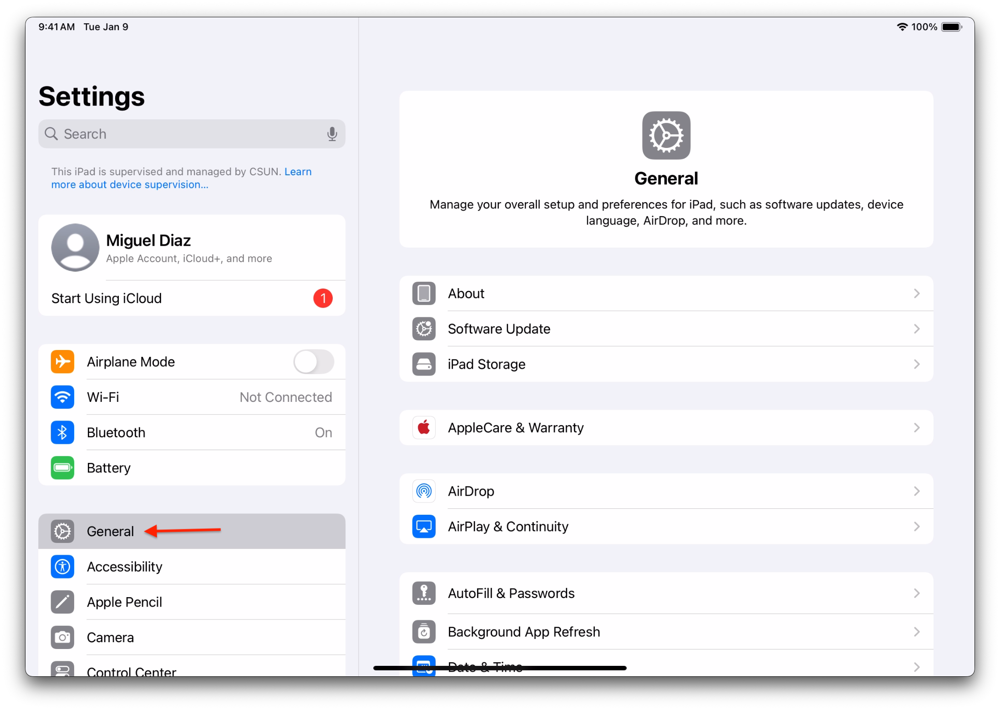 9:41 AM Tue Jan 9
100%
Settings
Search
This iPad is supervised and managed by CSUN. Learn
more about device supervision...
Miguel Diaz
Apple Account, iCloud+, and more
Start Using iCloud
1
Airplane Mode
Wi-Fi
Not Connected
Bluetooth
On
Battery
General
Accessibility
Apple Pencil
Camera
Control Center
General
Manage your overall setup and preferences for iPad, such as software updates, device
language, AirDrop, and more.
About
Software Update
iPad Storage
AppleCare & Warranty
AirDrop
AirPlay & Continuity
AutoFill & Passwords
Background App Refresh
Date & Time